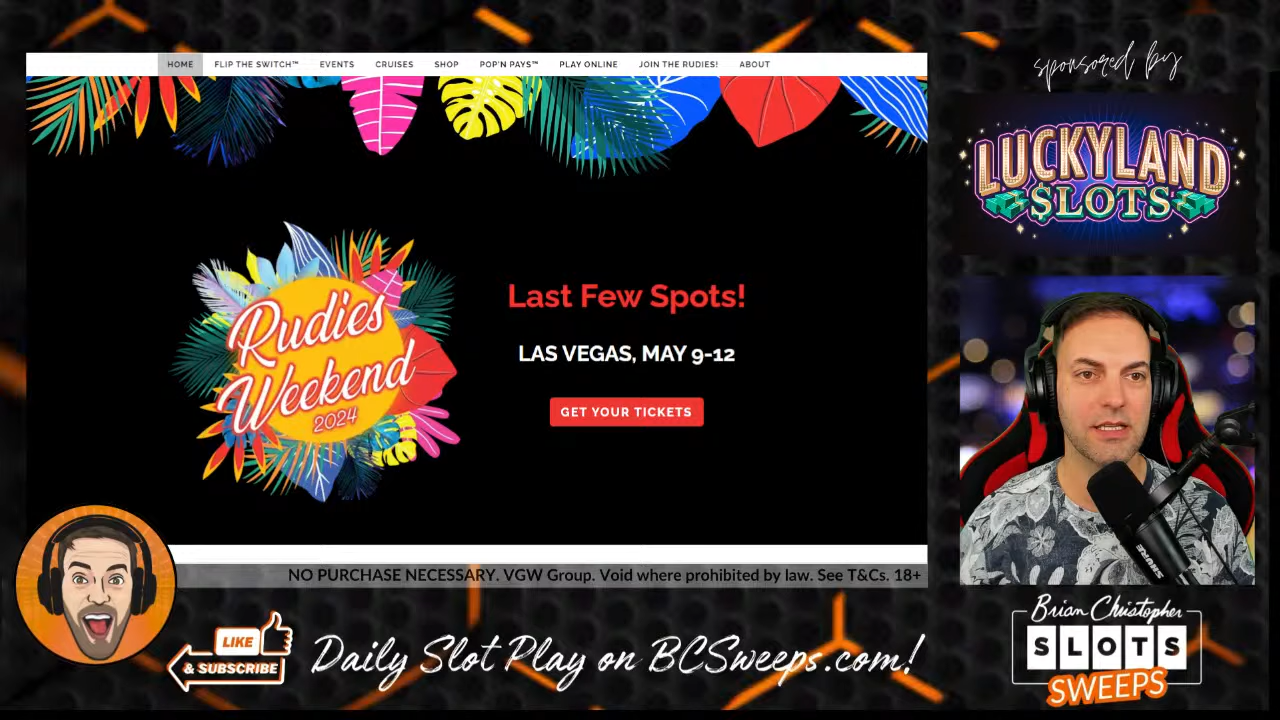 HOME FLIP THE SWITCH™ EVENTS CRUISES SHOP POP'N PAYS™ PLAY ONLINE JOIN THE RUDIES! ABOUT
sponsored by
LUCKYLAND
$LOTS
Rudies
Weekend
2024
Last Few Spots!
LAS VEGAS, MAY 9-12
GET YOUR TICKETS
SHURE
NO PURCHASE NECESSARY. VGW Group. Void where prohibited by law. See T&Cs. 18+
LIKE
& SUBSCRIBE
Daily Slot Play on BCSweeps.com!
Brian Christopher
SLOTS
SWEEPS